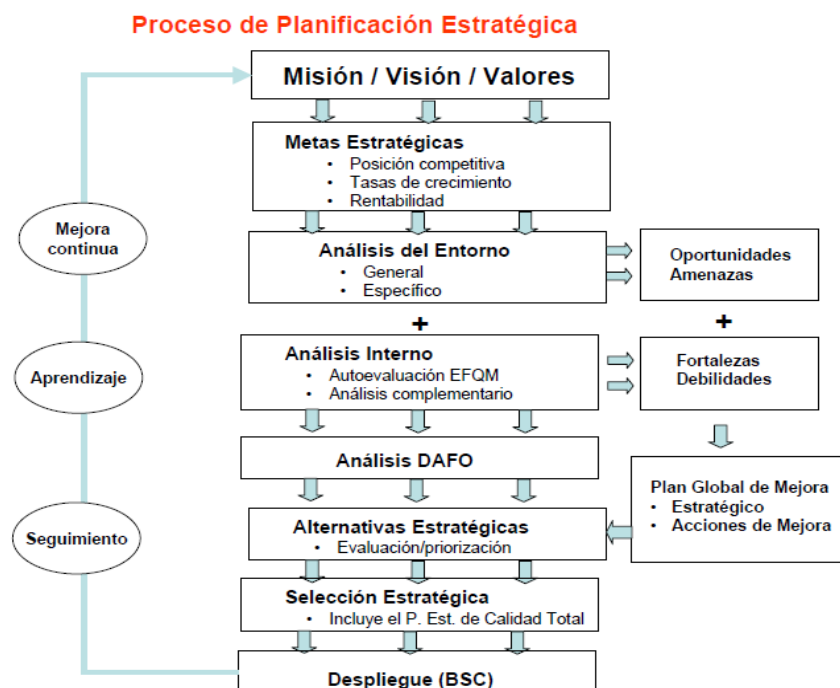 Proceso de Planificación Estratégica
Misión / Visión / Valores
Metas Estratégicas
• Posición competitiva
• Tasas de crecimiento
• Rentabilidad
Mejora
continua
Análisis del Entorno
• General
• Específico
Oportunidades
Amenazas
+
+
Análisis Interno
• Autoevaluación EFQM
• Análisis complementario
Fortalezas
Debilidades
Aprendizaje
Análisis DAFO
Plan Global de Mejora
• Estratégico
• Acciones de Mejora
Alternativas Estratégicas
• Evaluación/priorización
Seguimiento
Selección Estratégica
• Incluye el P. Est. de Calidad Total
Despliegue (BSC)